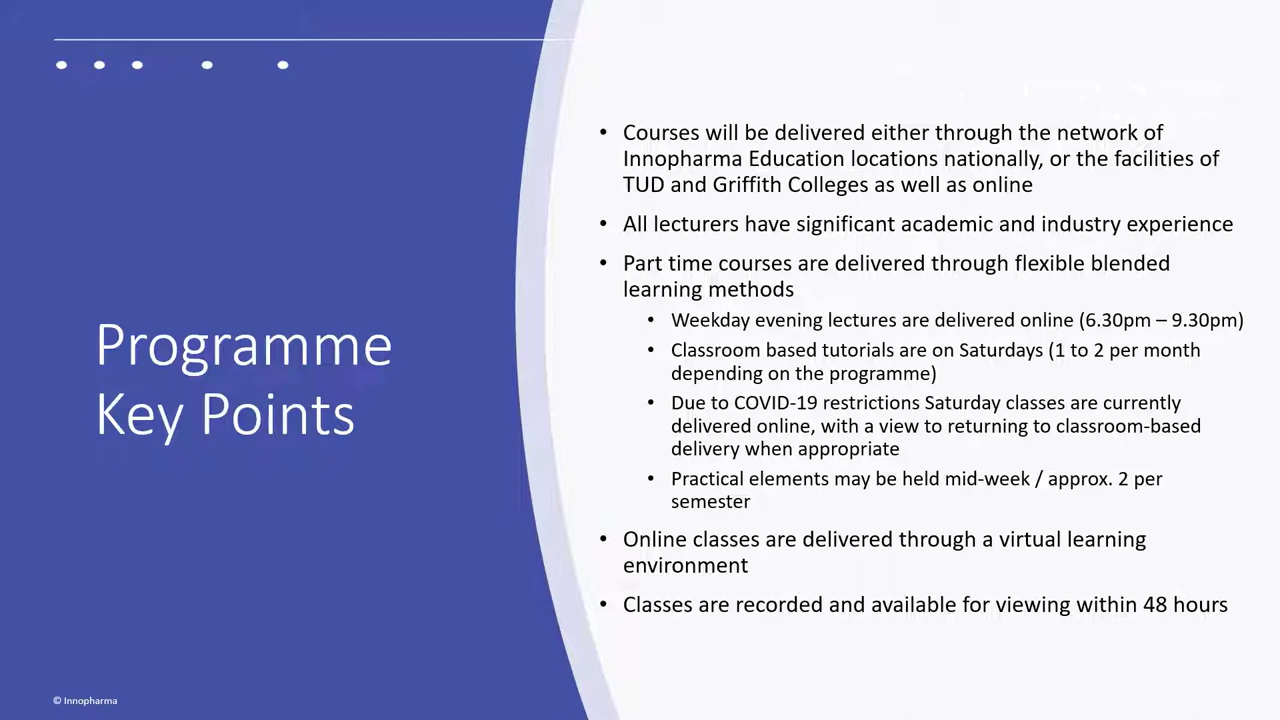 Programme
Key Points
• Courses will be delivered either through the network of
Innopharma Education locations nationally, or the facilities of
TUD and Griffith Colleges as well as online
• All lecturers have significant academic and industry experience
• Part time courses are delivered through flexible blended
learning methods
• Weekday evening lectures are delivered online (6.30pm – 9.30pm)
• Classroom based tutorials are on Saturdays (1 to 2 per month
depending on the programme)
• Due to COVID-19 restrictions Saturday classes are currently
delivered online, with a view to returning to classroom-based
delivery when appropriate
• Practical elements may be held mid-week / approx. 2 per
semester
• Online classes are delivered through a virtual learning
environment
• Classes are recorded and available for viewing within 48 hours
© Innopharma